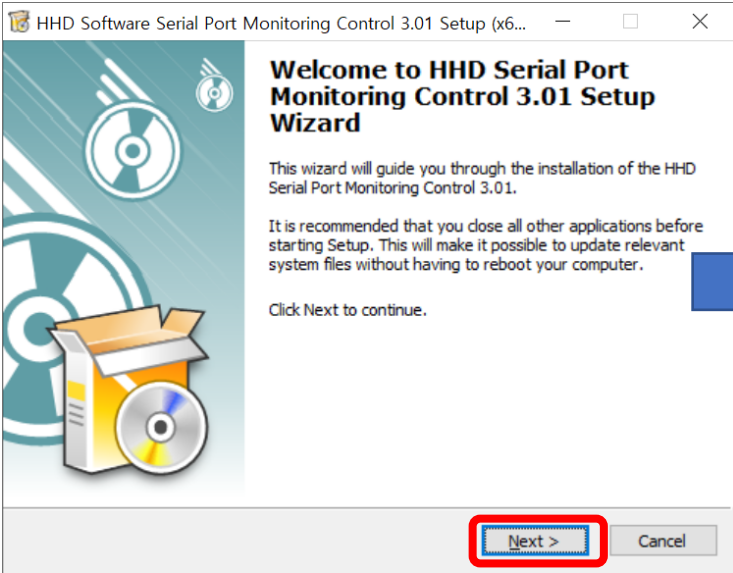 HHD Software Serial Port Monitoring Control 3.01 Setup (x6...
Welcome to HHD Serial Port
Monitoring Control 3.01 Setup
Wizard
This wizard will guide you through the installation of the HHD
Serial Port Monitoring Control 3.01.
It is recommended that you close all other applications before
starting Setup. This will make it possible to update relevant
system files without having to reboot your computer.
Click Next to continue.
Next >
Cancel